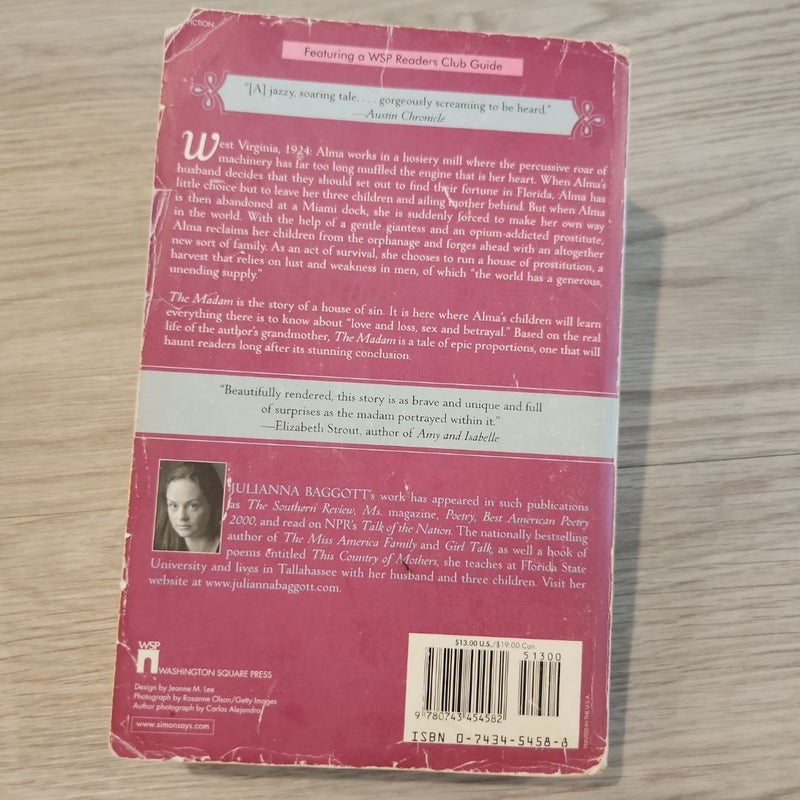 FICTION
Featuring a WSP Readers Club Guide
“[A] jazzy, soaring tale. . . . gorgeously screaming to be heard.”
—Austin Chronicle
West Virginia, 1924: Alma works in a hosiery mill where the percussive roar of
machinery has far too long muffled the engine that is her heart. When Alma's
husband decides that they should set out to find their fortune in Florida, Alma has
little choice but to leave her three children and ailing mother behind. But when Alma
is then abandoned at a Miami dock, she is suddenly forced to make her own way
in the world. With the help of a gentle giantess and an opium-addicted prostitute,
Alma reclaims her children from the orphanage and forges ahead with an altogether
new sort of family. As an act of survival, she chooses to run a house of prostitution, a
harvest that relies on lust and weakness in men, of which “the world has a generous,
unending supply.”
The Madam is the story of a house of sin. It is here where Alma's children will learn
everything there is to know about “love and loss, sex and betrayal.” Based on the real
life of the author's grandmother, The Madam is a tale of epic proportions, one that will
haunt readers long after its stunning conclusion.
“Beautifully rendered, this story is as brave and unique and full
of surprises as the madam portrayed within it.”
—Elizabeth Strout, author of Amy and Isabelle
JULIANNA BAGGOTT's work has appeared in such publications
as The Southern Review, Ms. magazine, Poetry, Best American Poetry
2000, and read on NPR's Talk of the Nation. The nationally bestselling
author of The Miss America Family and Girl Talk, as well a book of
poems entitled This Country of Mothers, she teaches at Florida State
University and lives in Tallahassee with her husband and three children. Visit her
website at www.juliannabaggott.com.
WSP
WASHINGTON SQUARE PRESS
Design by Jeanne M. Lee
Photograph by Rosanne Olson/Getty Images
Author photograph by Carlos Alejandro
www.simonsays.com
$13.00 U.S./$19.00 Can.
51300
9 780743 454582
ISBN 0-7434-5458-8
PRINTED IN THE U.S.A.